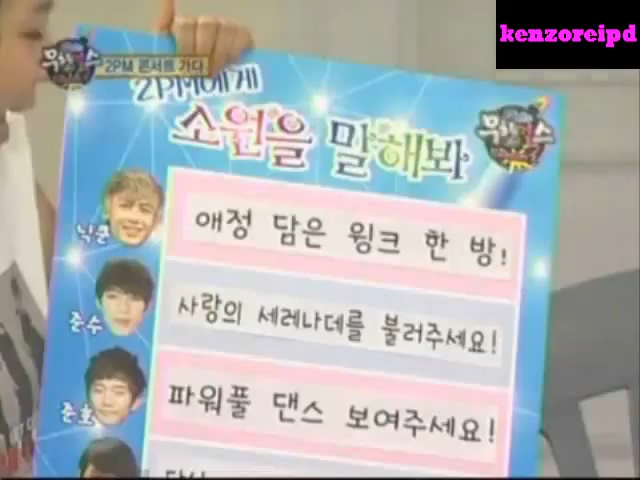 kenzoreipd
2PM 콘서트 가다
2PM에게
소원을 말해봐
닉쿤
애정 담은 윙크 한 방!
준수
사랑의 세레나데를 불러주세요!
준호
파워풀 댄스 보여주세요!